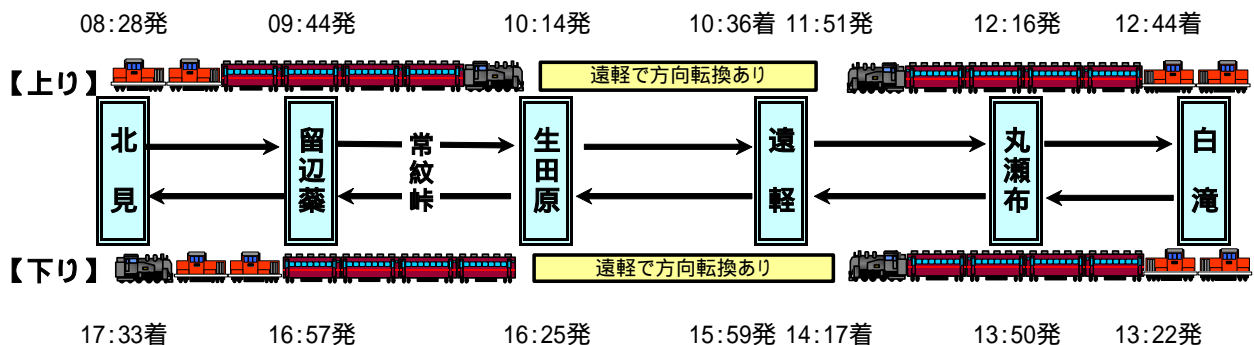 08:28発 09:44発 10:14発 10:36着 11:51発 12:16発 12:44着
【上り】
遠軽で方向転換あり
北見
留辺蘂
常紋峠
生田原
遠軽
丸瀬布
白滝
【下り】
遠軽で方向転換あり
17:33着 16:57発 16:25発 15:59発 14:17着 13:50発 13:22発